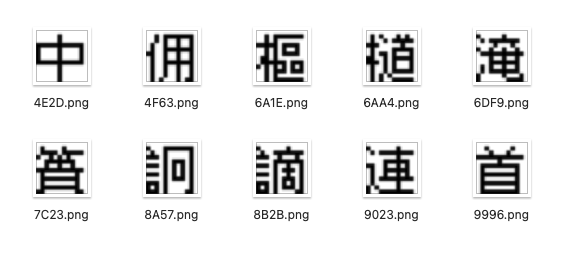 中 佣 樞 檤 淹
4E2D.png 4F63.png 6A1E.png 6AA4.png 6DF9.png
詗 謫 連 首
7C23.png 8A57.png 8B2B.png 9023.png 9996.png